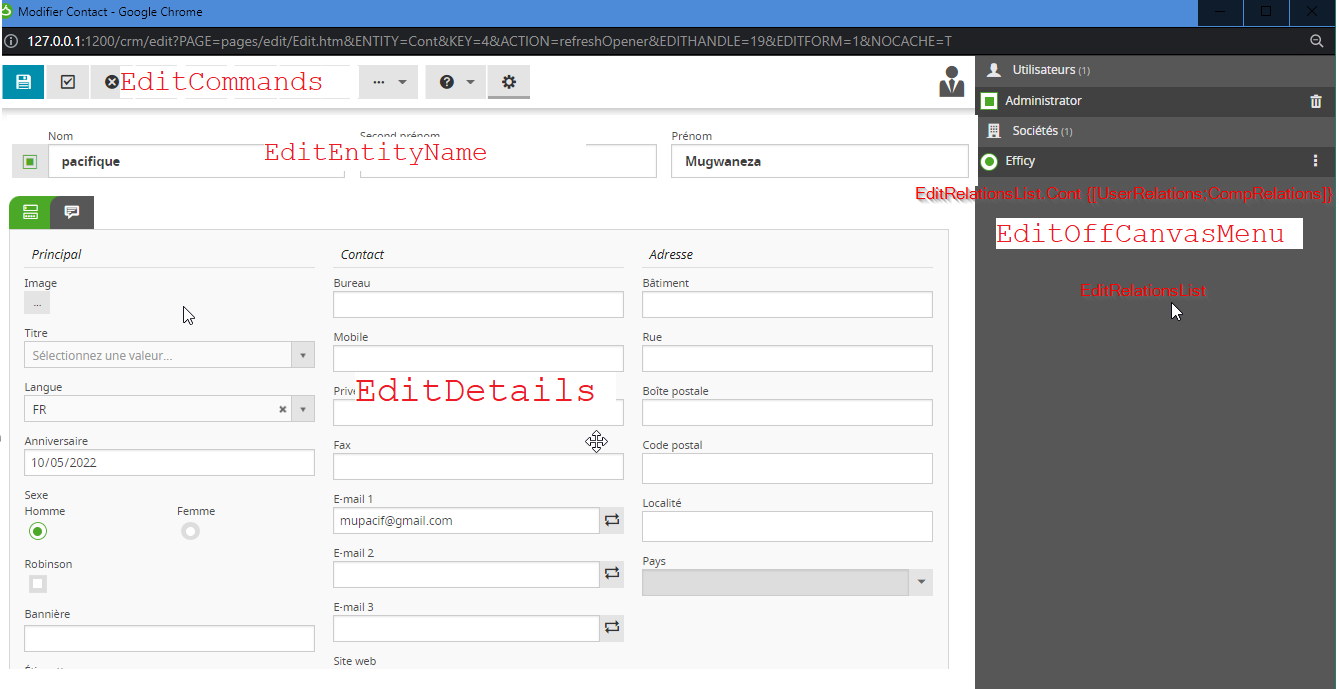 Modifier Contact - Google Chrome
127.0.0.1:1200/crm/edit?PAGE=pages/edit/Edit.htm&ENTITY=Cont&KEY=4&ACTION=refreshOpener&EDITHANDLE=19&EDITFORM=1&NOCACHE=T
EditCommands
...
Utilisateurs (1)
Administrator
Sociétés (1)
Efficy
Nom
Second prénom
Prénom
pacifique
EditEntityName
Mugwaneza
EditRelationsList:Cont {[UserRelations;CompRelations]}
EditOffCanvasMenu
EditRelationsList
Principal
Contact
Adresse
Image
...
Bureau
Bâtiment
Titre
Sélectionnez une valeur...
Mobile
Rue
Langue
FR
EditDetails
Boîte postale
Anniversaire
10/05/2022
Fax
Code postal
Sexe
Homme
Femme
E-mail 1
mupacif@gmail.com
Localité
Robinson
E-mail 2
Pays
Bannière
E-mail 3
Site web